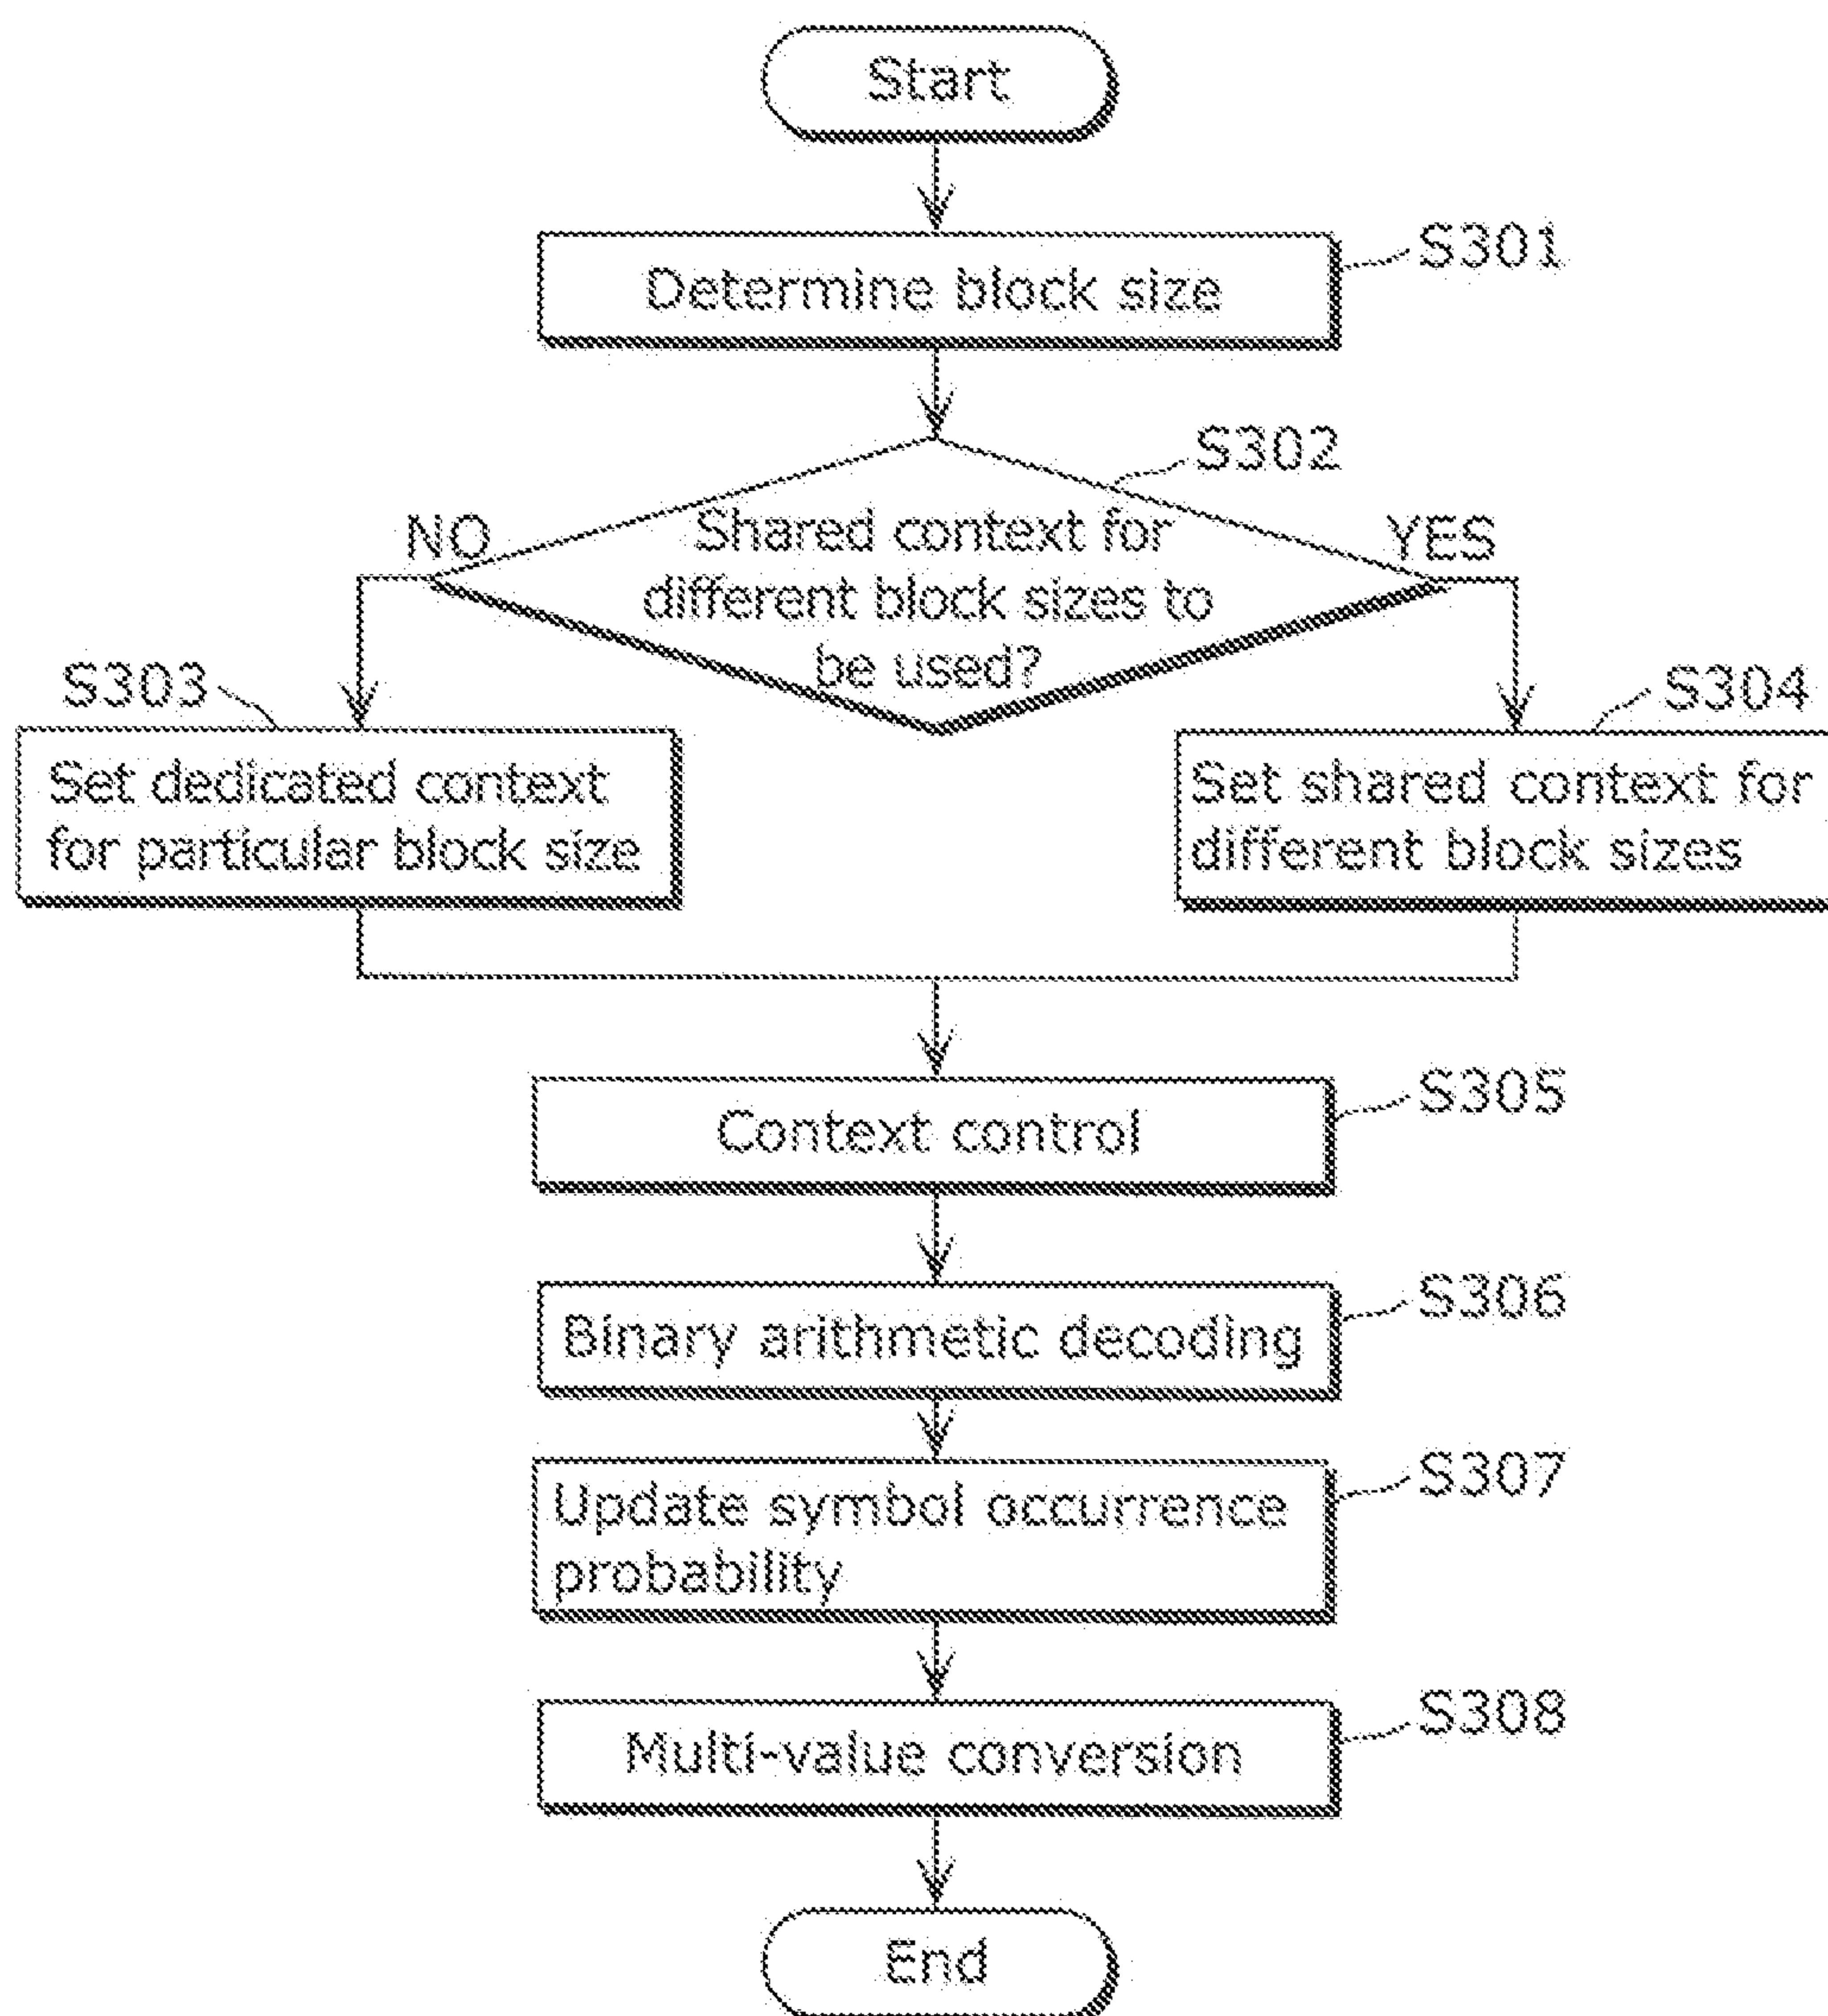 Start
S301
Determine block size
S302
NO
Shared context for
YES
different block sizes to
be used?
S303
S304
Set dedicated context
for particular block size
Set shared context for
different block sizes
S305
Context control
S306
Binary arithmetic decoding
S307
Update symbol occurrence
probability
S308
Multi-value conversion
End